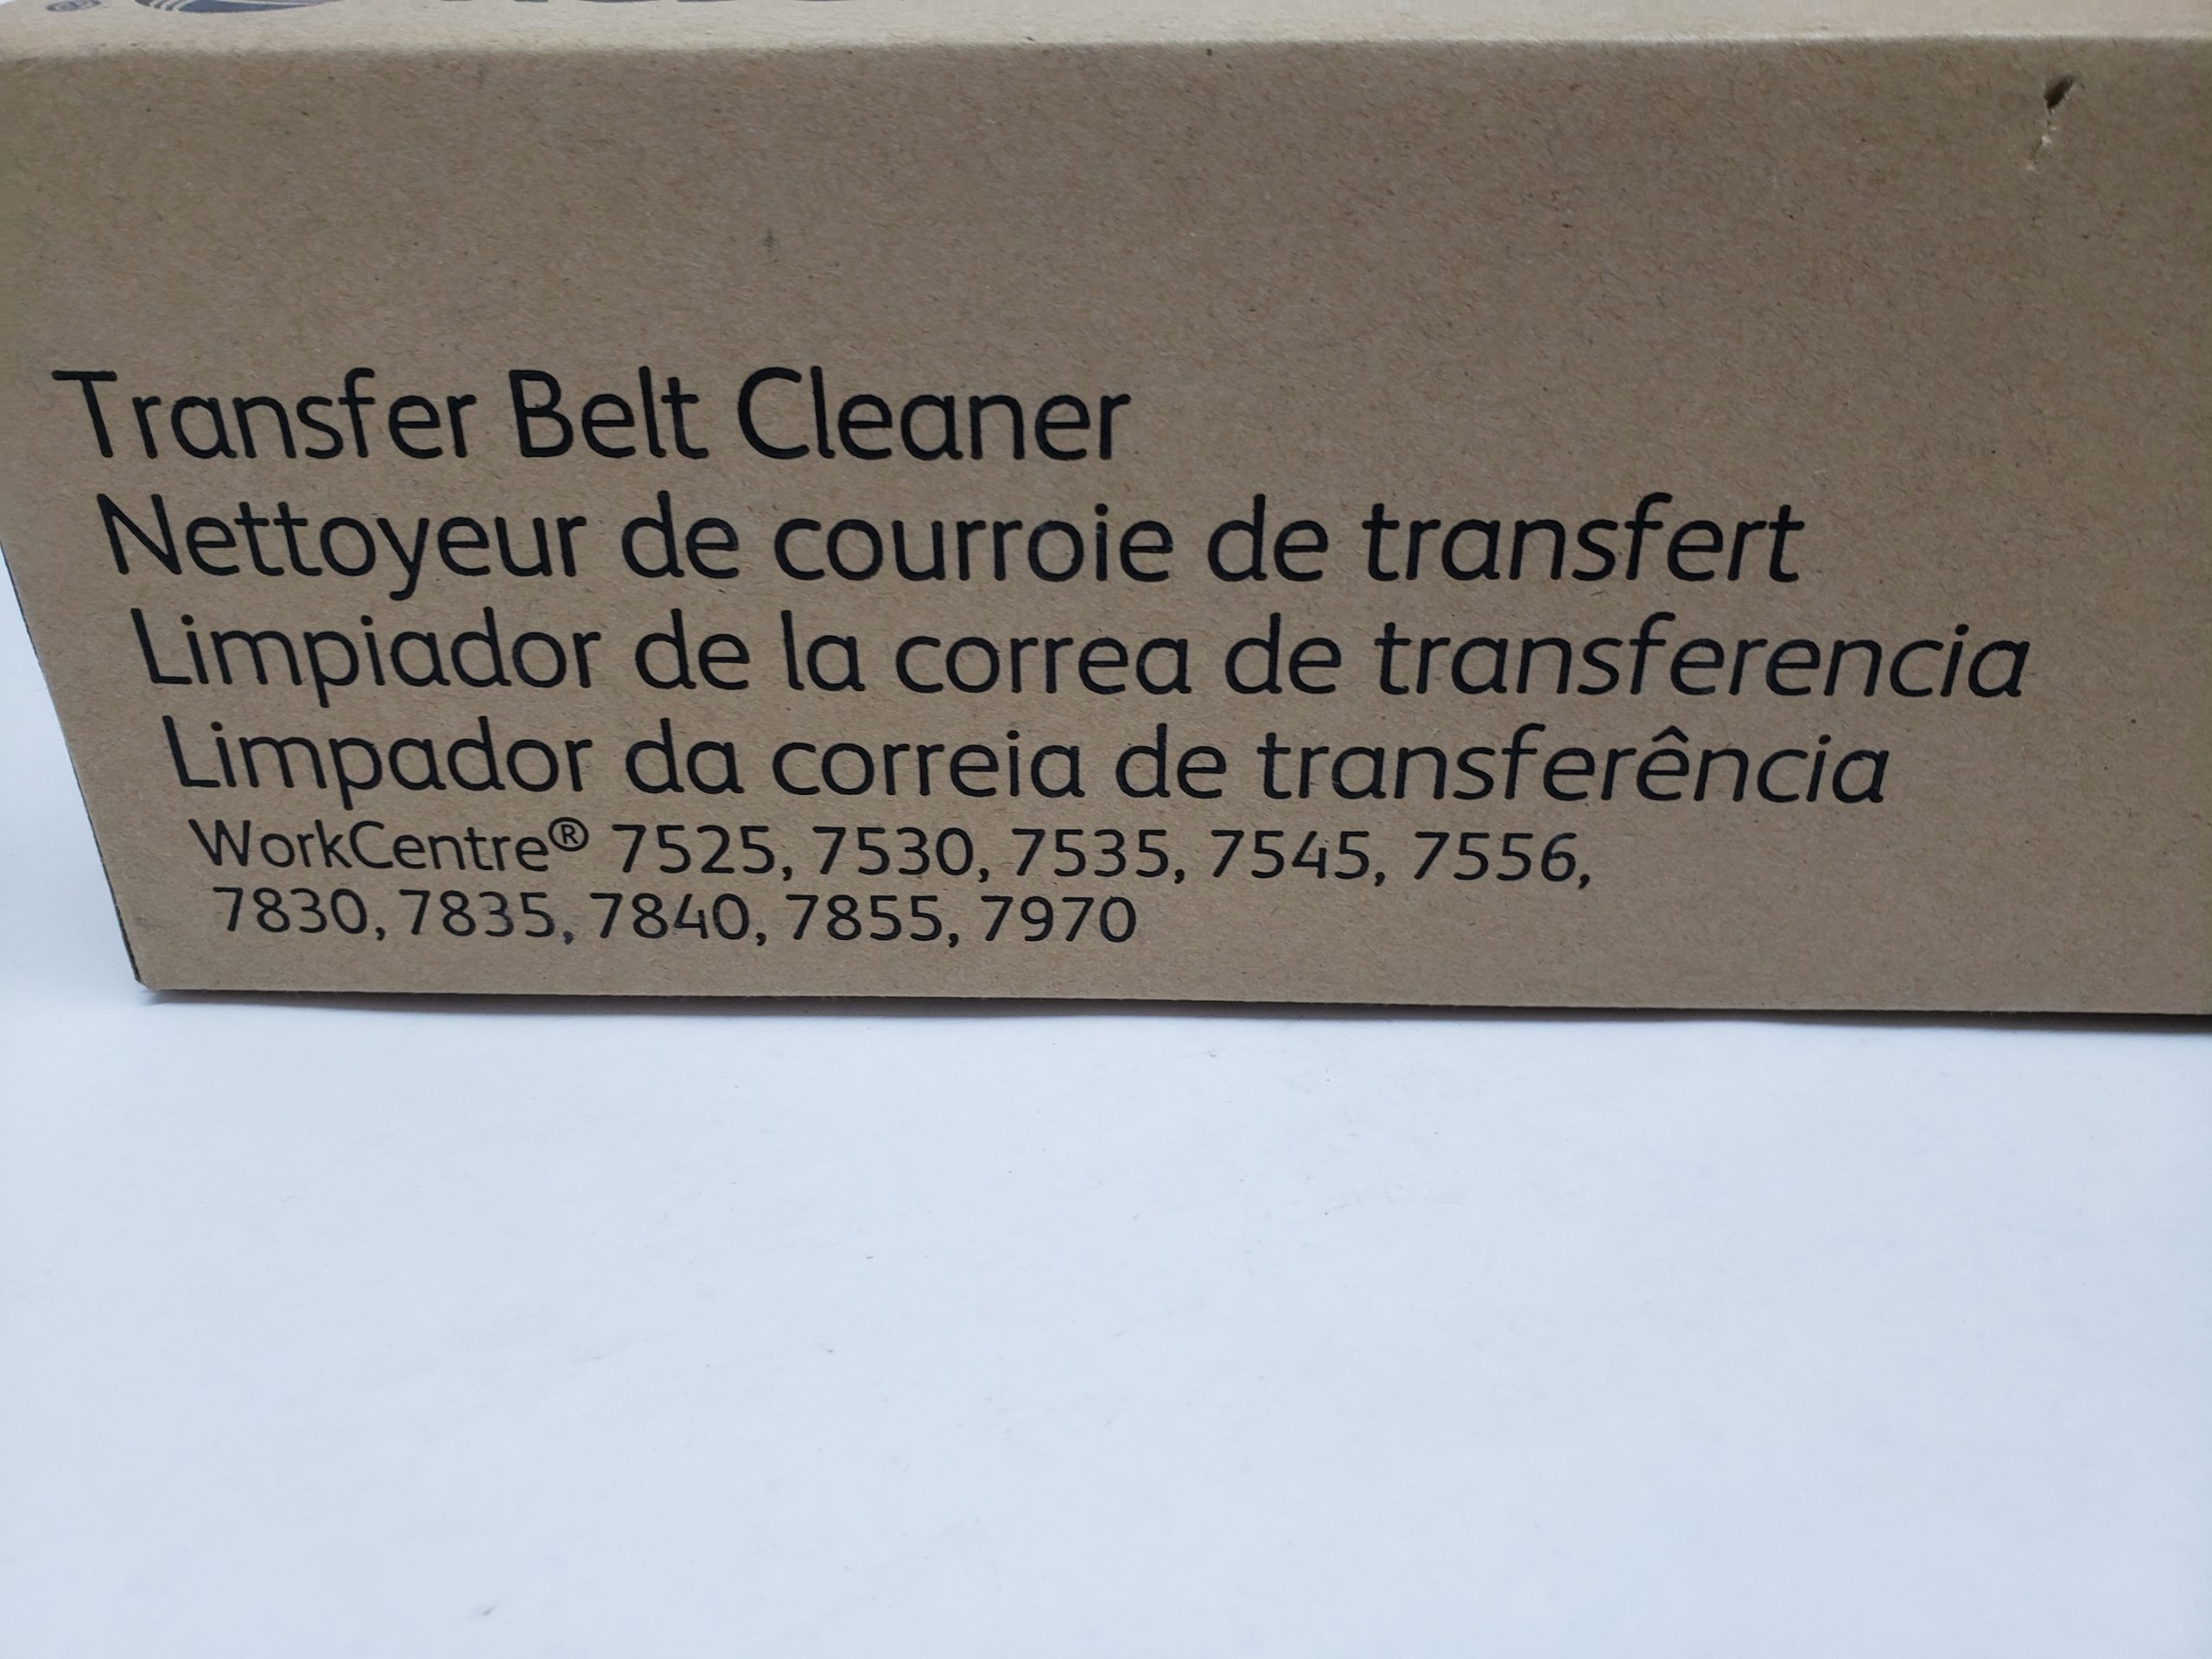 Transfer Belt Cleaner
Nettoyeur de courroie de transfert
Limpiador de la correa de transferencia
Limpador da correia de transferência
WorkCentre® 7525, 7530, 7535, 7545, 7556,
7830, 7835, 7840, 7855, 7970